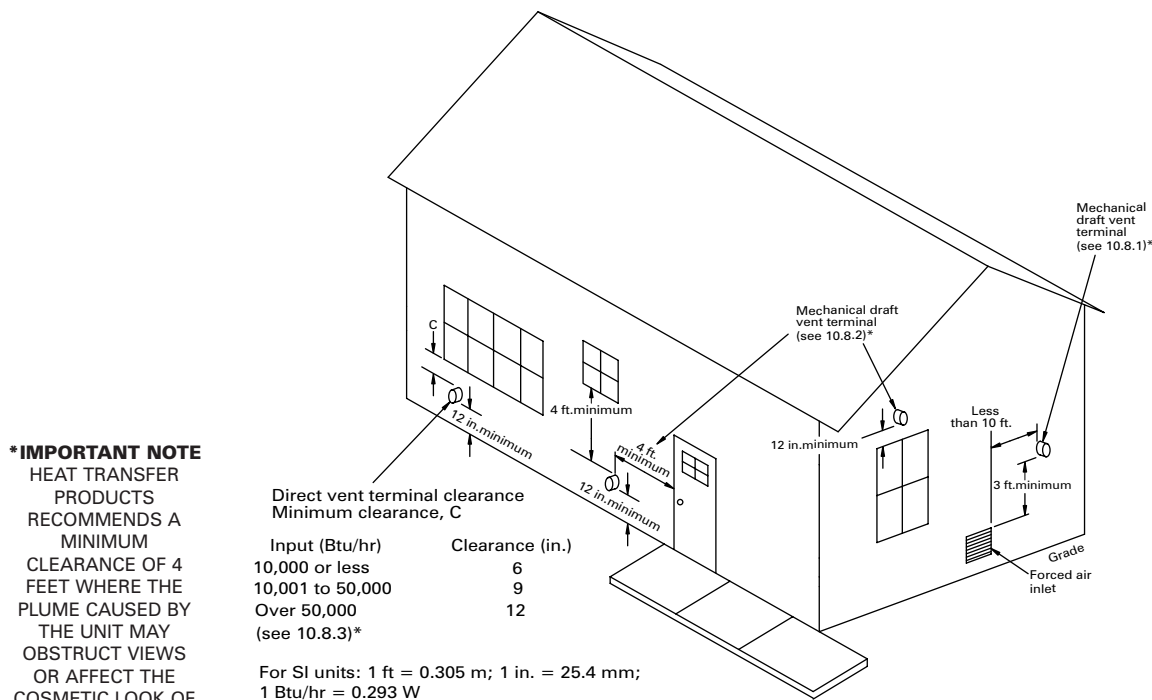 Mechanical
draft vent
terminal
(see 10.8.1)*
Mechanical draft
vent terminal
(see 10.8.2)*
C
12 in.minimum
4 ft.minimum
4 ft.
minimum
12 in.minimum
12 in.minimum
Less
than 10 ft.
3 ft.minimum
Grade
Forced air
inlet
*IMPORTANT NOTE
HEAT TRANSFER
PRODUCTS
RECOMMENDS A
MINIMUM
CLEARANCE OF 4
FEET WHERE THE
PLUME CAUSED BY
THE UNIT MAY
OBSTRUCT VIEWS
OR AFFECT THE
COSMETIC LOOK OF
Direct vent terminal clearance
Minimum clearance, C
Input (Btu/hr) Clearance (in.)
10,000 or less 6
10,001 to 50,000 9
Over 50,000 12
(see 10.8.3)*
For SI units: 1 ft = 0.305 m; 1 in. = 25.4 mm;
1 Btu/hr = 0.293 W